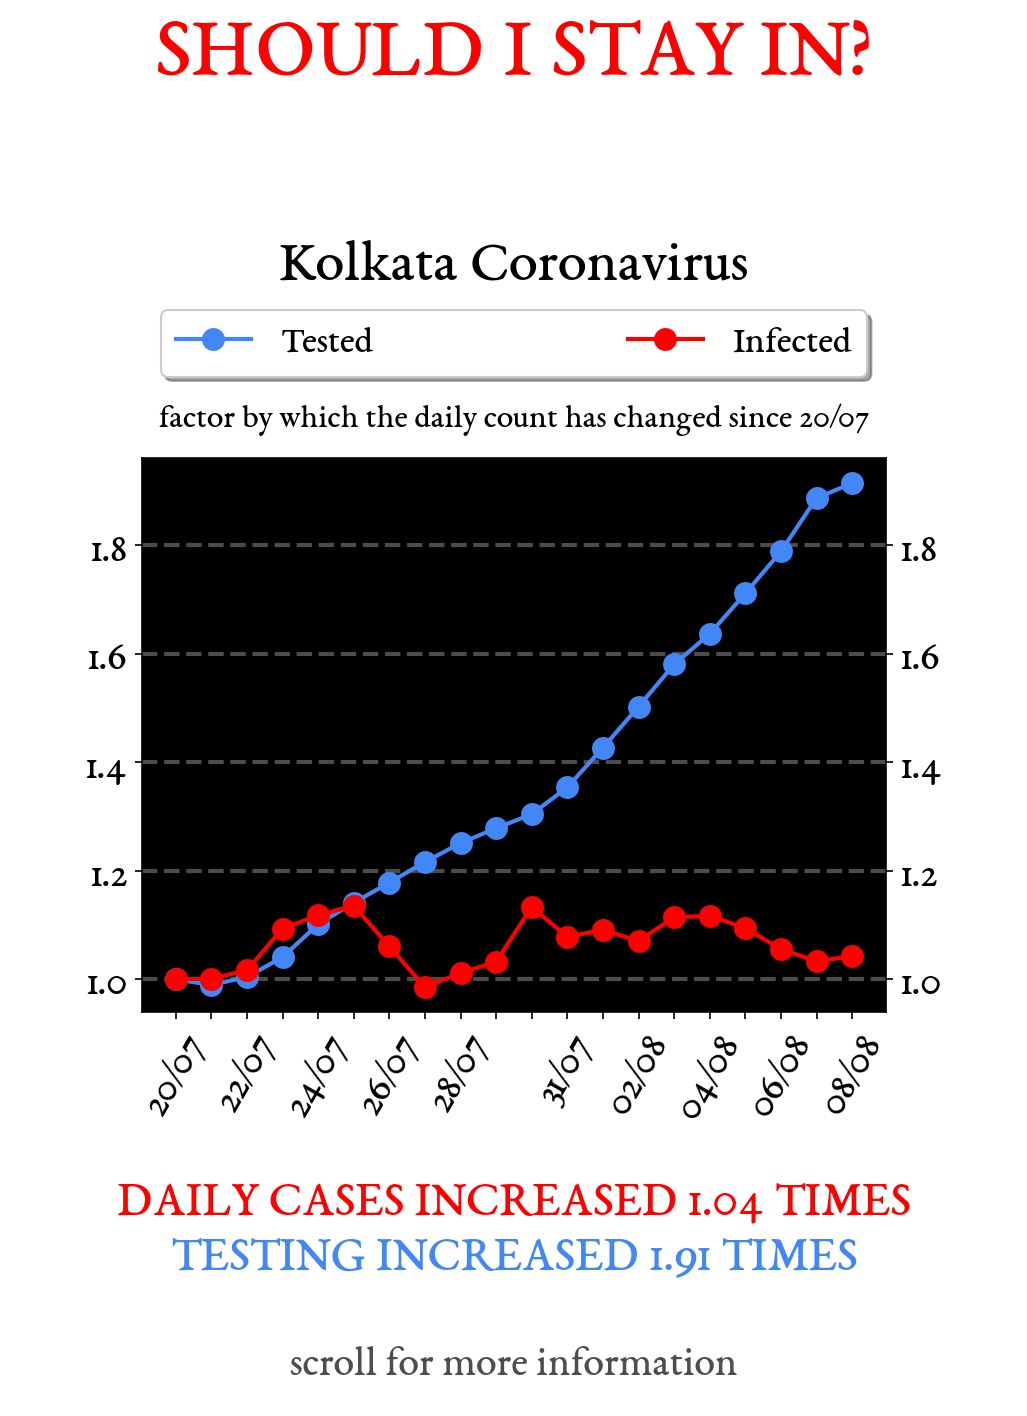 SHOULD I STAY IN?
Kolkata Coronavirus
Tested Infected
factor by which the daily count has changed since 20/07
1.8 1.8
1.6 1.6
1.4 1.4
1.2 1.2
1.0 1.0
20/07 22/07 24/07 26/07 28/07 31/07 02/08 04/08 06/08 08/08
DAILY CASES INCREASED 1.04 TIMES
TESTING INCREASED 1.91 TIMES
scroll for more information